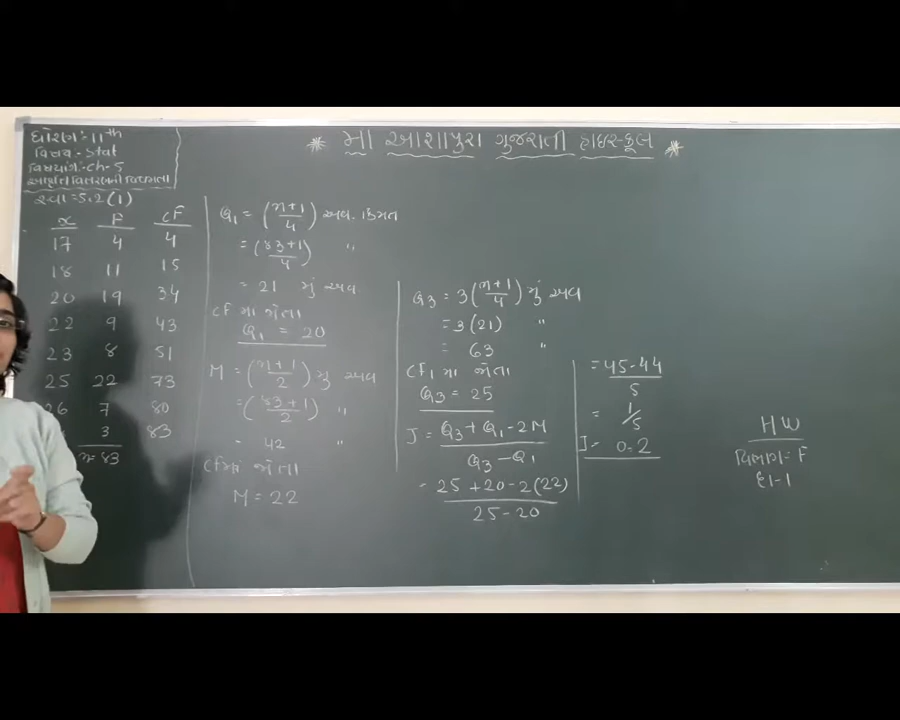 મા આશાપુરા ગુજરાતી હાઇસ્કૂલ
ધોરણ:- 11th
વિષય - Stat
ch-5
સ્વા = 5.2 (1)
x F cF
17 4 4
18 11 15
20 19 34
22 9 43
23 8 51
25 22 73
26 7 80
3 83
n = 83
Q₁ = (n+1/4) અવ. કિંમત
= (83+1/4) "
= 21 મું અવ
cF માં જોતા
Q₁ = 20
M = (n+1/2) મું અવ
= (83+1/2) "
= 42 "
cFમાં જોતા
M = 22
Q₃ = 3(n+1/4) મું અવ
= 3(21) "
= 63 "
CF માં જોતા
Q₃ = 25
J = Q₃ + Q₁ - 2M / Q₃ - Q₁
= 25 + 20 - 2(22) / 25 - 20
= 45 - 44 / 5
= 1/5
J = 0.2
HW
વિભાગ:- F
દા-1